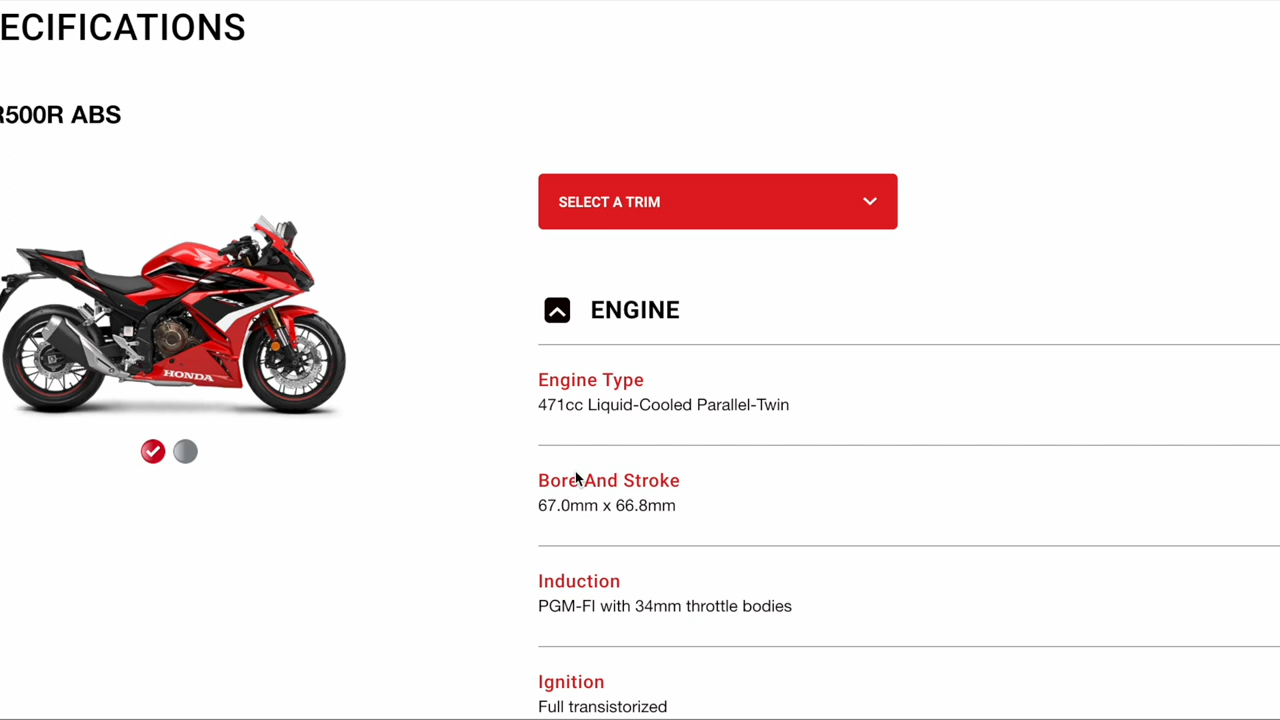 ECIFICATIONS
R500R ABS
SELECT A TRIM
HONDA
ENGINE
Engine Type
471cc Liquid-Cooled Parallel-Twin
Bore And Stroke
67.0mm x 66.8mm
Induction
PGM-FI with 34mm throttle bodies
Ignition
Full transistorized